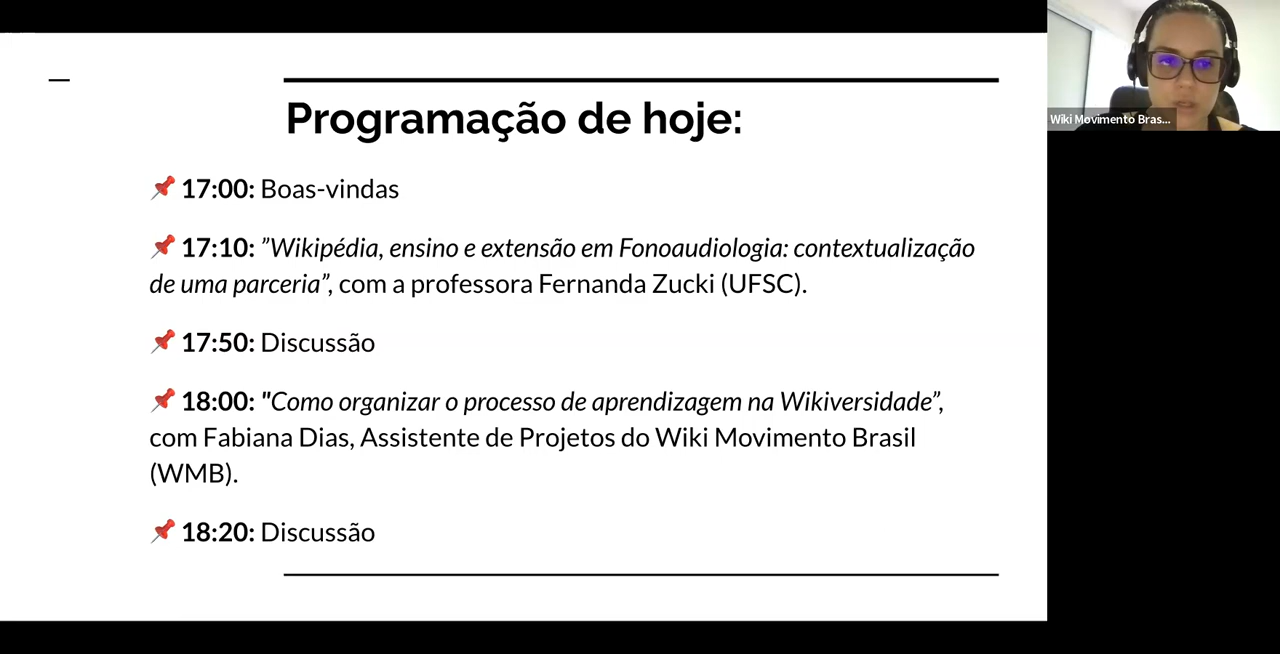 Programação de hoje:
📌 17:00: Boas-vindas
📌 17:10: ”Wikipédia, ensino e extensão em Fonoaudiologia: contextualização
de uma parceria”, com a professora Fernanda Zucki (UFSC).
📌 17:50: Discussão
📌 18:00: "Como organizar o processo de aprendizagem na Wikiversidade”,
com Fabiana Dias, Assistente de Projetos do Wiki Movimento Brasil
(WMB).
📌 18:20: Discussão
Wiki Movimento Bras...